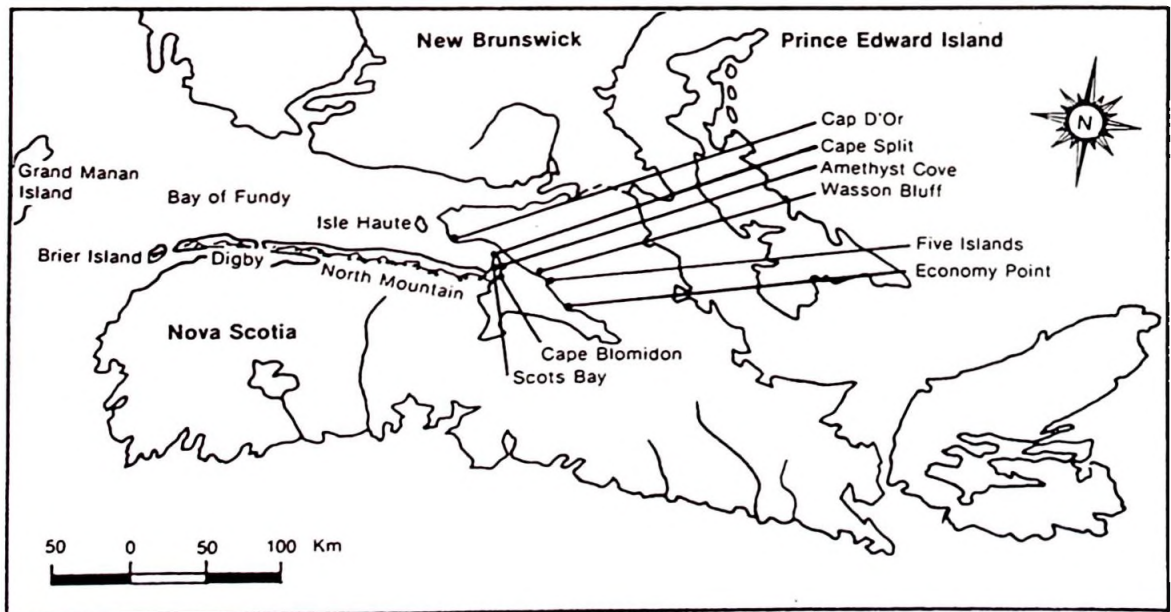 New Brunswick
Prince Edward Island
N
Cap D'Or
Cape Split
Amethyst Cove
Wasson Bluff
Grand Manan
Island
Bay of Fundy
Isle Haute
Brier Island
Digby
North Mountain
Five Islands
Economy Point
Nova Scotia
Cape Blomidon
Scots Bay
50 0 50 100 Km